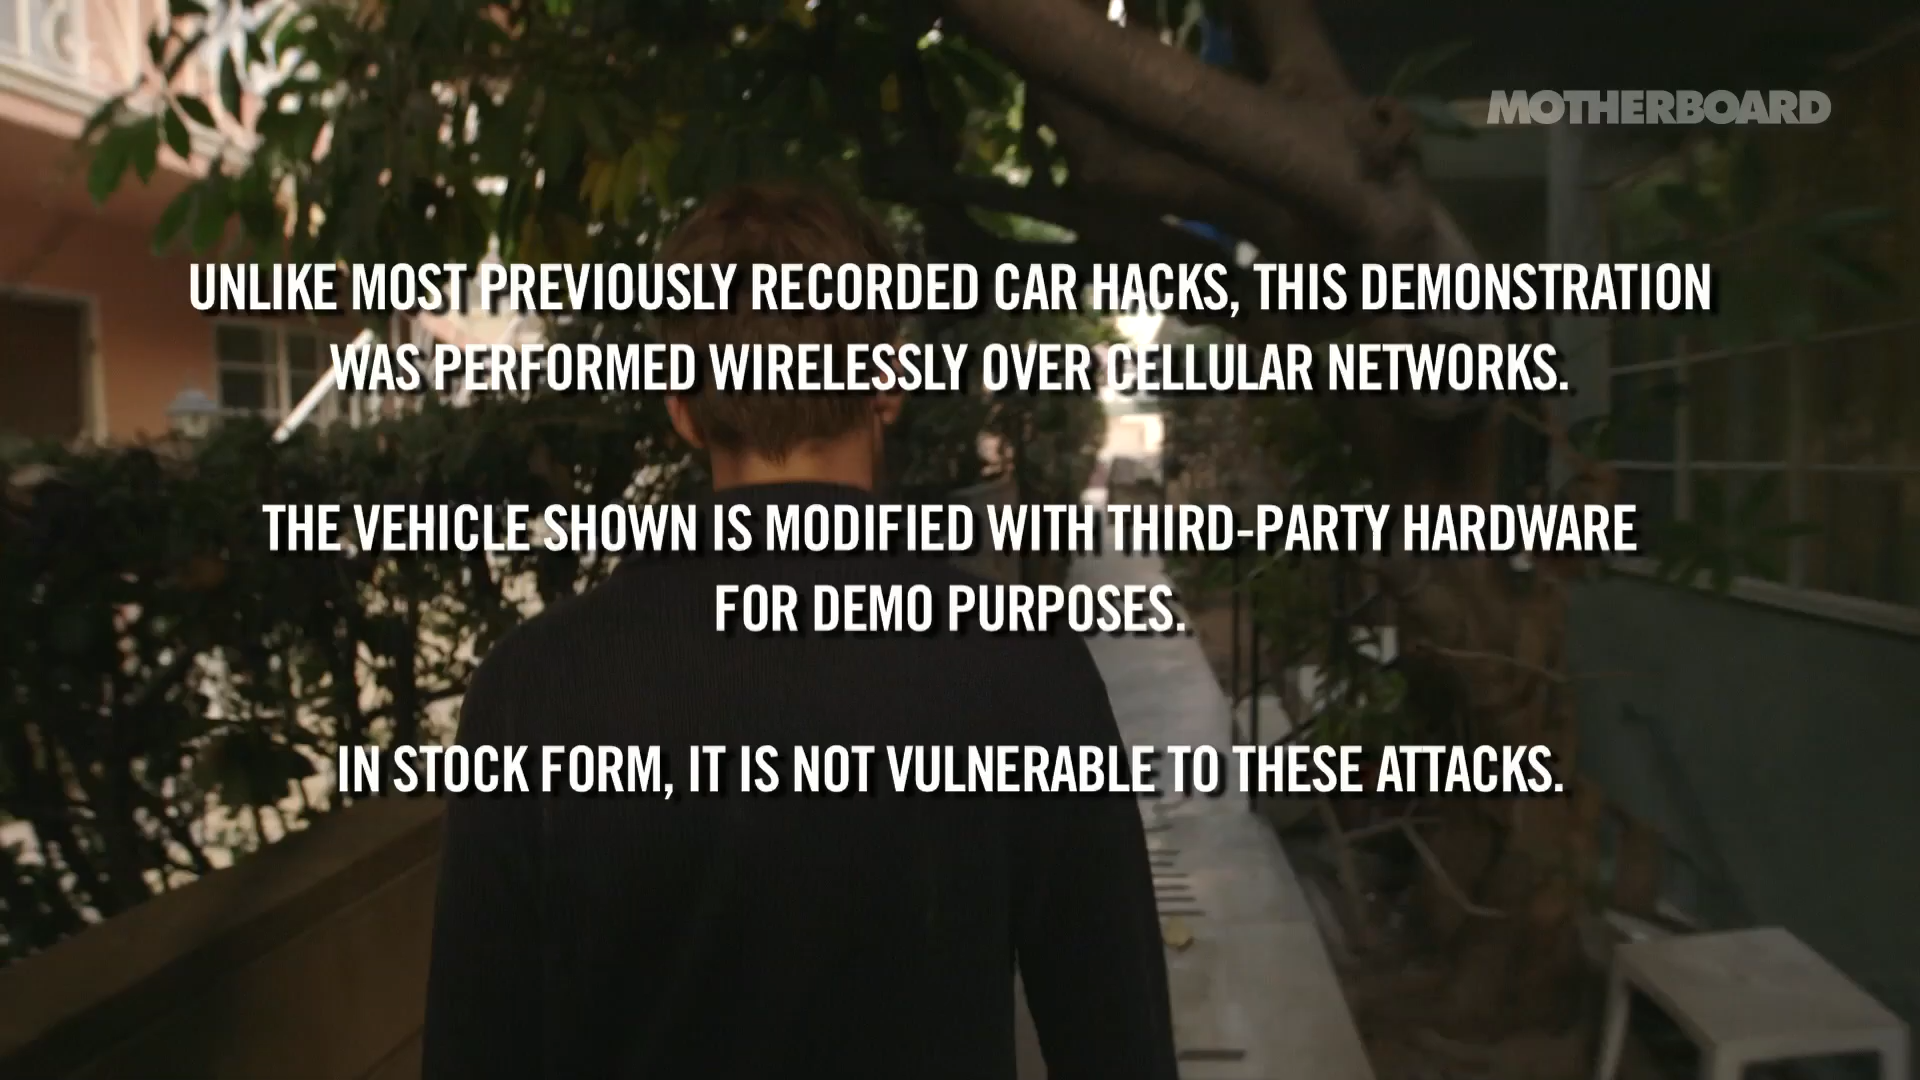 MOTHERBOARD
UNLIKE MOST PREVIOUSLY RECORDED CAR HACKS, THIS DEMONSTRATION
WAS PERFORMED WIRELESSLY OVER CELLULAR NETWORKS.
THE VEHICLE SHOWN IS MODIFIED WITH THIRD-PARTY HARDWARE
FOR DEMO PURPOSES.
IN STOCK FORM, IT IS NOT VULNERABLE TO THESE ATTACKS.